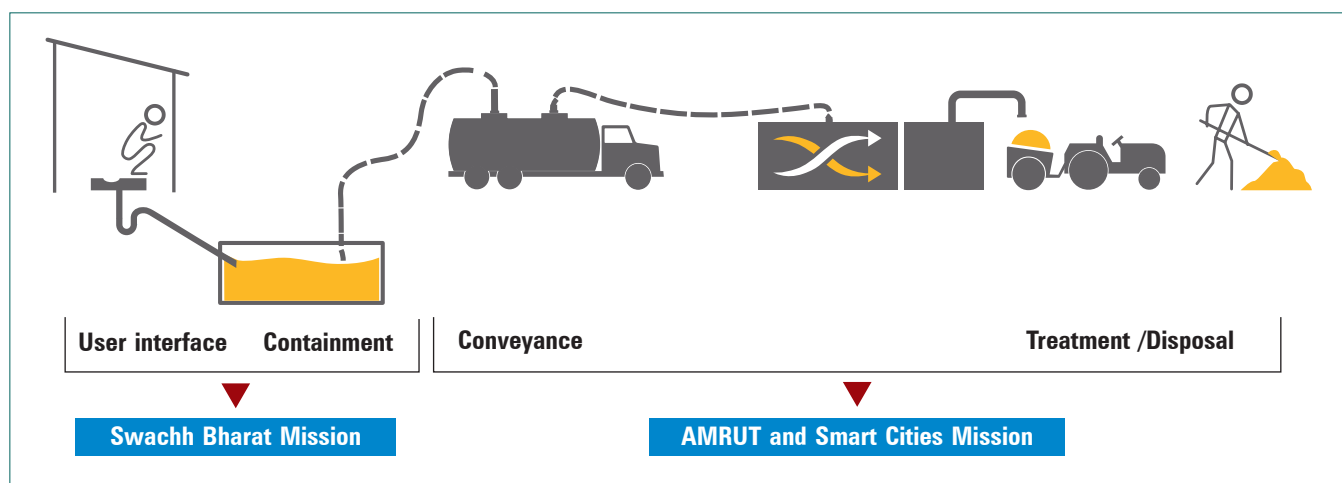 User interface Containment Conveyance Treatment /Disposal
Swachh Bharat Mission AMRUT and Smart Cities Mission